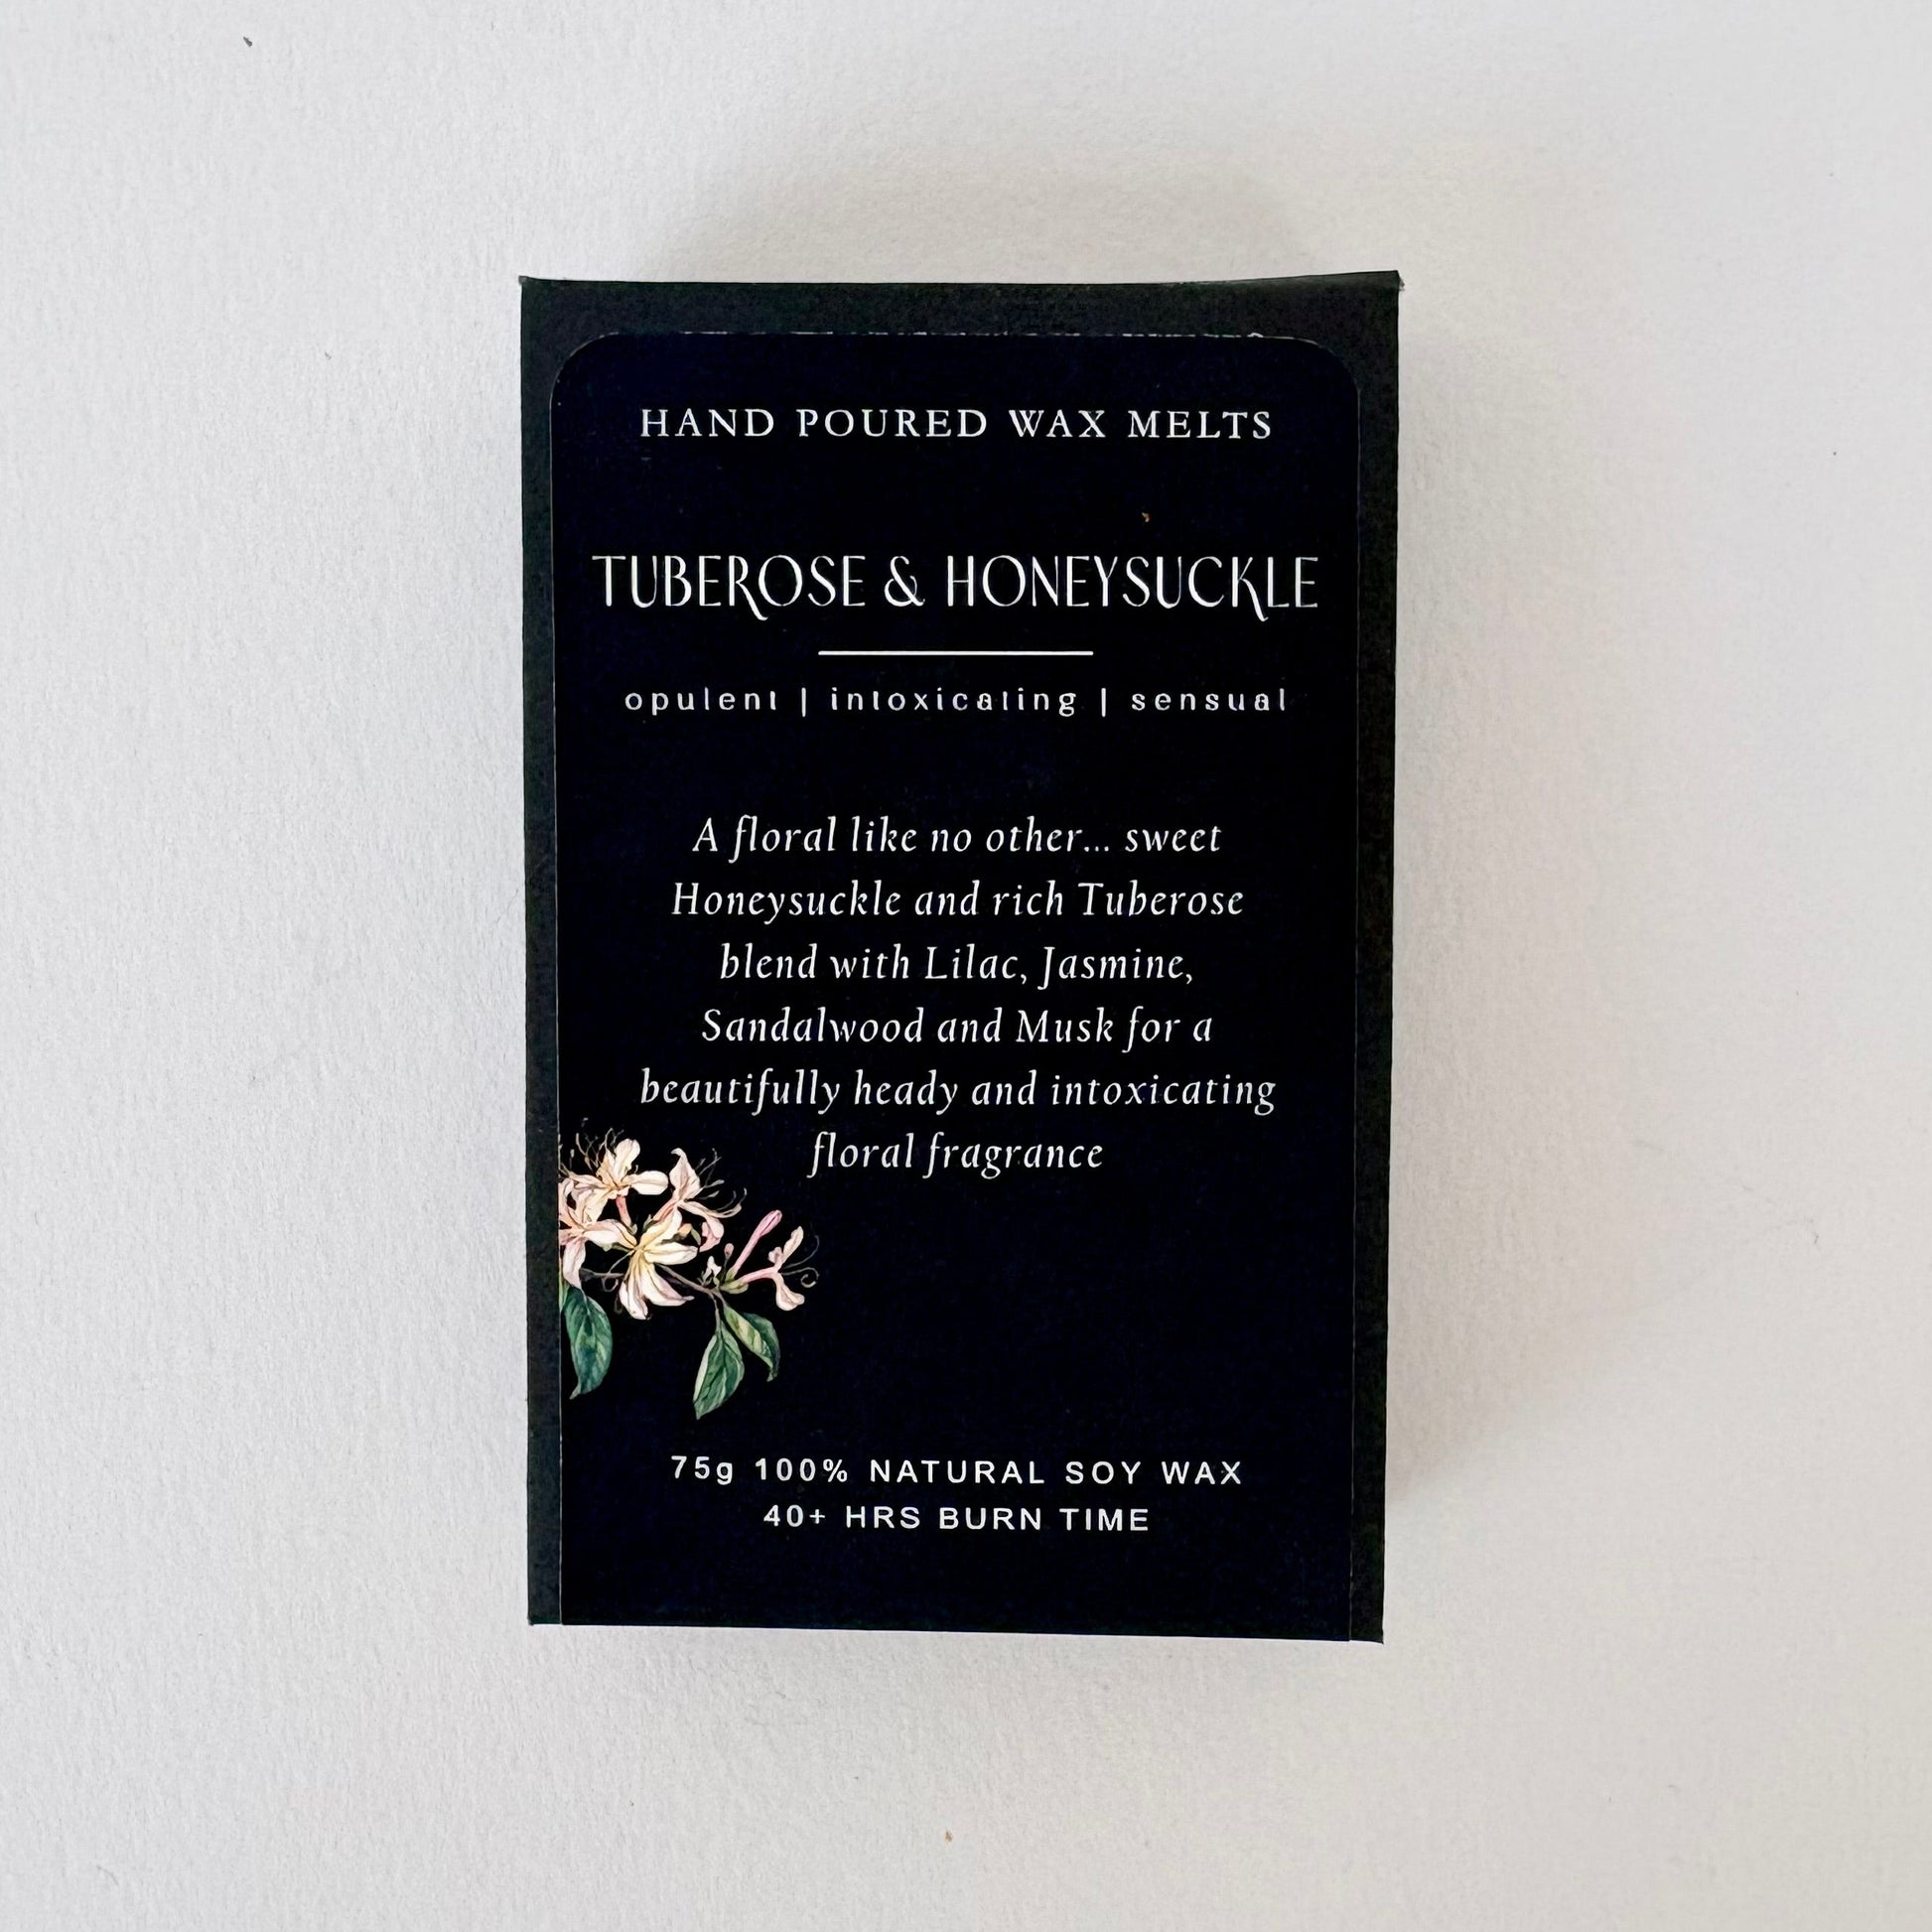 HAND POURED WAX MELTS
TUBEROSE & HONEYSUCKLE
opulent | intoxicating | sensual
A floral like no other... sweet
Honeysuckle and rich Tuberose
blend with Lilac, Jasmine,
Sandalwood and Musk for a
beautifully heady and intoxicating
floral fragrance
75g 100% NATURAL SOY WAX
40+ HRS BURN TIME